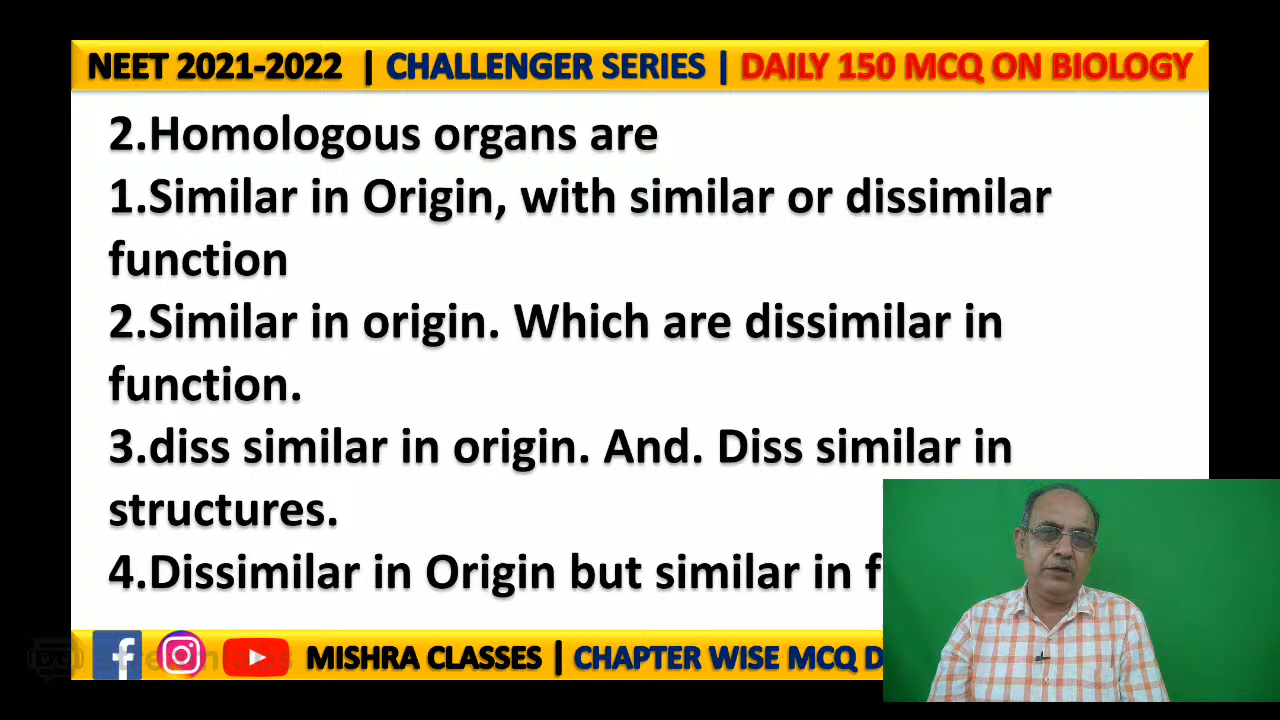 NEET 2021-2022 | CHALLENGER SERIES | DAILY 150 MCQ ON BIOLOGY
2.Homologous organs are
1.Similar in Origin, with similar or dissimilar
function
2.Similar in origin. Which are dissimilar in
function.
3.diss similar in origin. And. Diss similar in
structures.
4.Dissimilar in Origin but similar in f
MISHRA CLASSES | CHAPTER WISE MCQ D